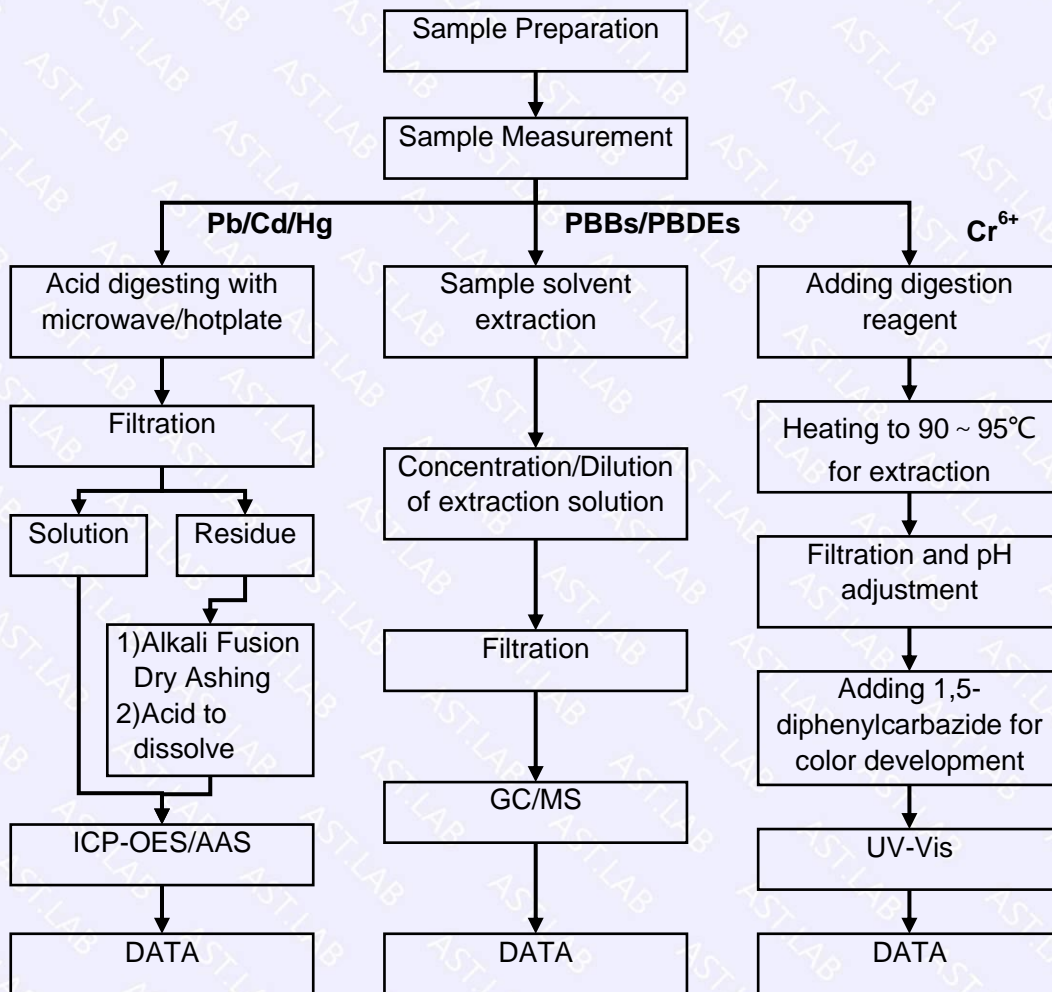 Sample Preparation
Sample Measurement
Pb/Cd/Hg
PBBs/PBDEs
Cr6+
Acid digesting with
microwave/hotplate
Filtration
Solution
Residue
1)Alkali Fusion
Dry Ashing
2)Acid to
dissolve
ICP-OES/AAS
DATA
Sample solvent
extraction
Concentration/Dilution
of extraction solution
Filtration
GC/MS
DATA
Adding digestion
reagent
Heating to 90 ~ 95℃
for extraction
Filtration and pH
adjustment
Adding 1,5-
diphenylcarbazide for
color development
UV-Vis
DATA
AST.LAB